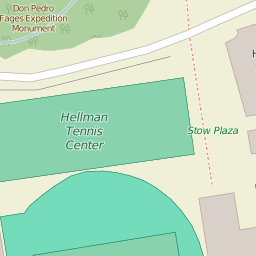 Don Pedro
Fages Expedition
Monument
H
Hellman
Tennis
Center
Stow Plaza